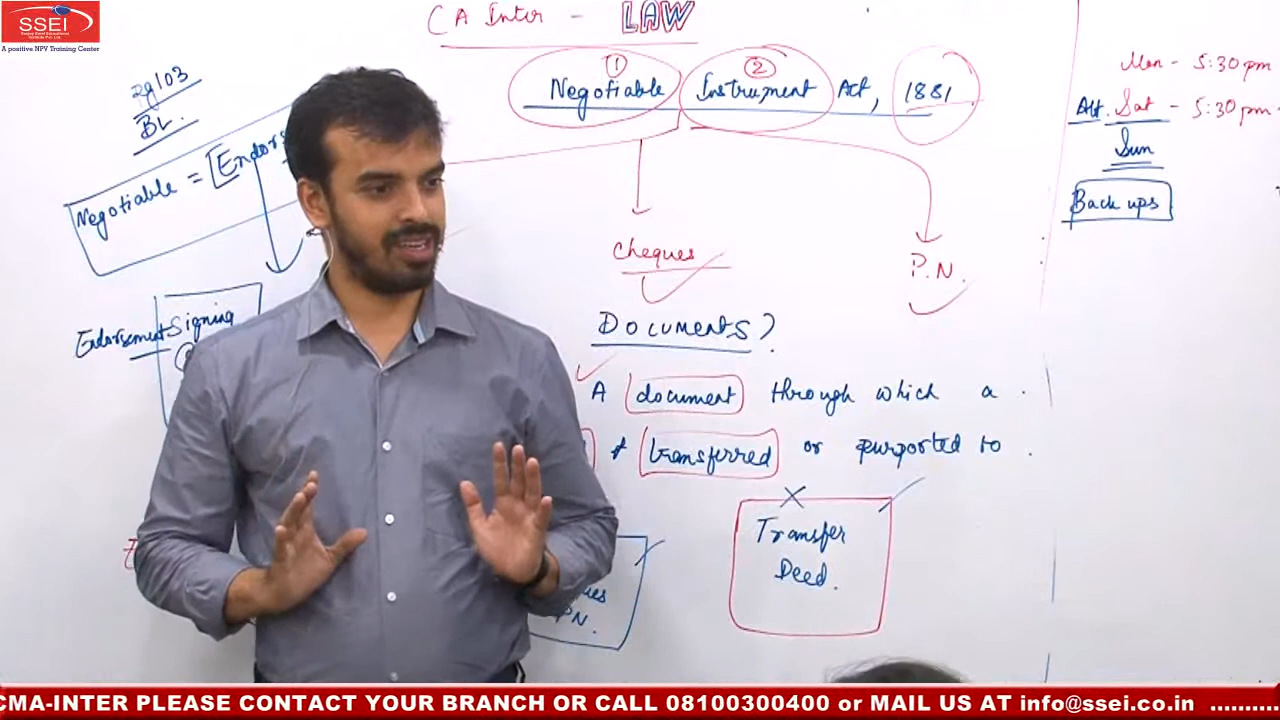 SSEI
A positive NPV Training Center
CA Inter - LAW
① ②
Negotiable Instrument Act, 1881
Mon - 5:30 pm
Alt. Sat - 5:30 pm
Sun
Back ups
BL.
Negotiable = [Endors
Cheques
P.N.
Endorsement Signing
Documents?
A document through which a
transferred or purported to
Transfer
Deed.
PN.
CMA-INTER PLEASE CONTACT YOUR BRANCH OR CALL 08100300400 or MAIL US AT info@ssei.co.in ..........